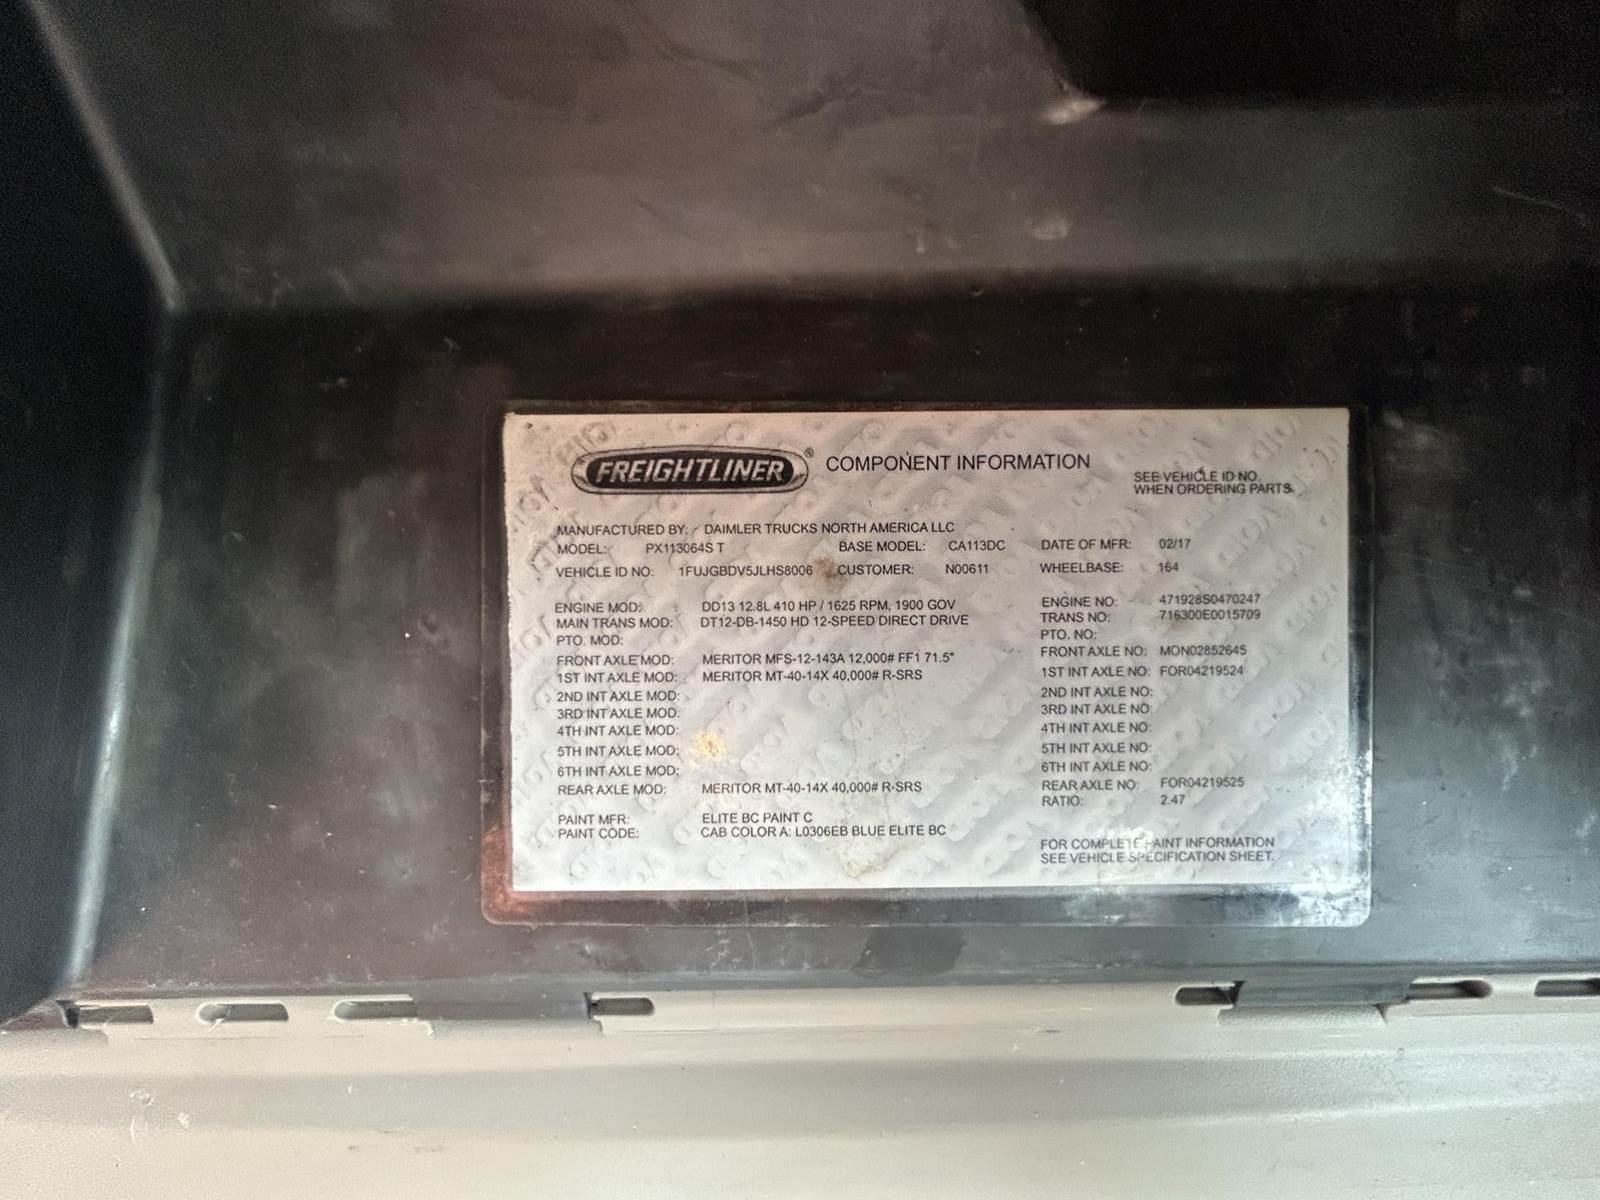 FREIGHTLINER® COMPONENT INFORMATION
SEE VEHICLE ID NO.
WHEN ORDERING PARTS.
MANUFACTURED BY: DAIMLER TRUCKS NORTH AMERICA LLC
MODEL: PX113064S T BASE MODEL: CA113DC DATE OF MFR: 02/17
VEHICLE ID NO. 1FUJGBDV5JLHS8006 CUSTOMER: N00611 WHEELBASE: 164
ENGINE MOD: DD13 12.8L 410 HP / 1625 RPM, 1900 GOV ENGINE NO: 471928S0470247
MAIN TRANS MOD: DT12-DB-1450 HD 12-SPEED DIRECT DRIVE TRANS NO: 716300E0015709
PTO. MOD: PTO. NO:
FRONT AXLE MOD: MERITOR MFS-12-143A 12,000# FF1 71.5" FRONT AXLE NO: MON02852645
1ST INT AXLE MOD: MERITOR MT-40-14X 40,000# R-SRS 1ST INT AXLE NO: FOR04219524
2ND INT AXLE MOD: 2ND INT AXLE NO:
3RD INT AXLE MOD: 3RD INT AXLE NO:
4TH INT AXLE MOD: 4TH INT AXLE NO:
5TH INT AXLE MOD: 5TH INT AXLE NO:
6TH INT AXLE MOD: 6TH INT AXLE NO:
REAR AXLE MOD: MERITOR MT-40-14X 40,000# R-SRS REAR AXLE NO: FOR04219525
RATIO: 2.47
PAINT MFR: ELITE BC PAINT C
PAINT CODE: CAB COLOR A: L0306EB BLUE ELITE BC
FOR COMPLETE PAINT INFORMATION
SEE VEHICLE SPECIFICATION SHEET.